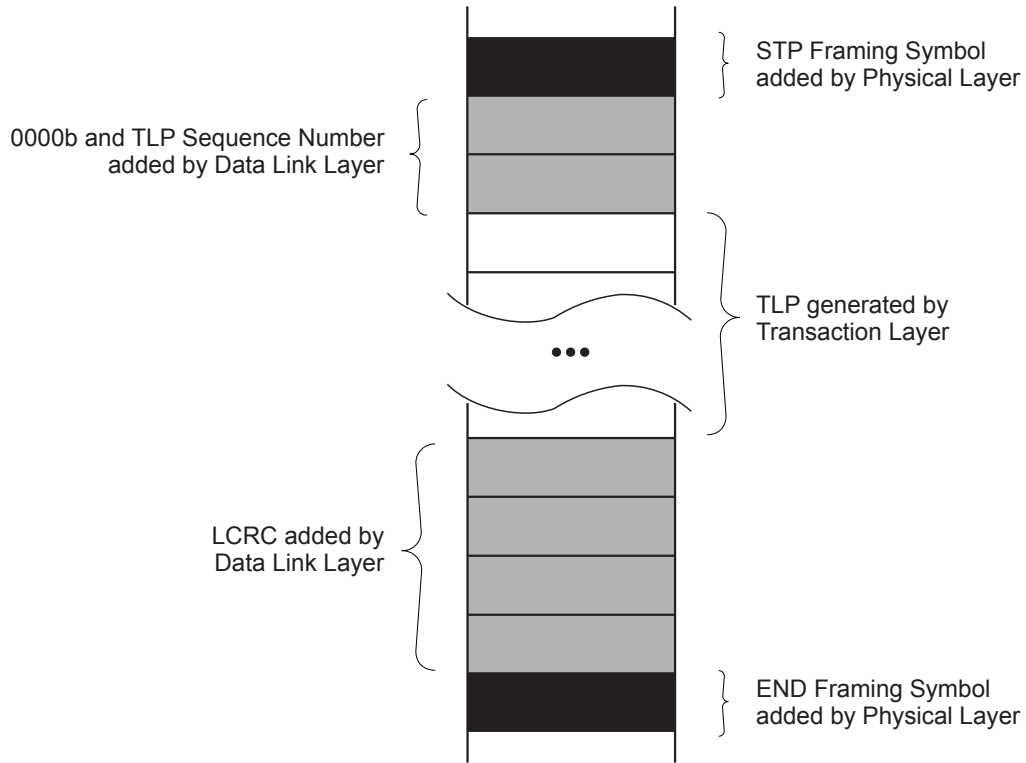 STP Framing Symbol
added by Physical Layer
0000b and TLP Sequence Number
added by Data Link Layer
TLP generated by
Transaction Layer
LCRC added by
Data Link Layer
END Framing Symbol
added by Physical Layer